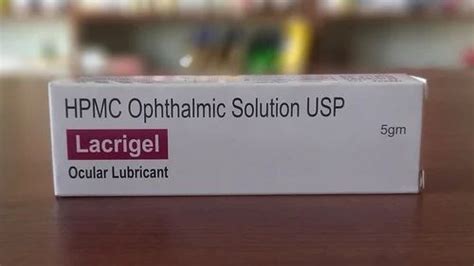 HPMC Ophthalmic Solution USP
5gm
Lacrigel
Ocular Lubricant